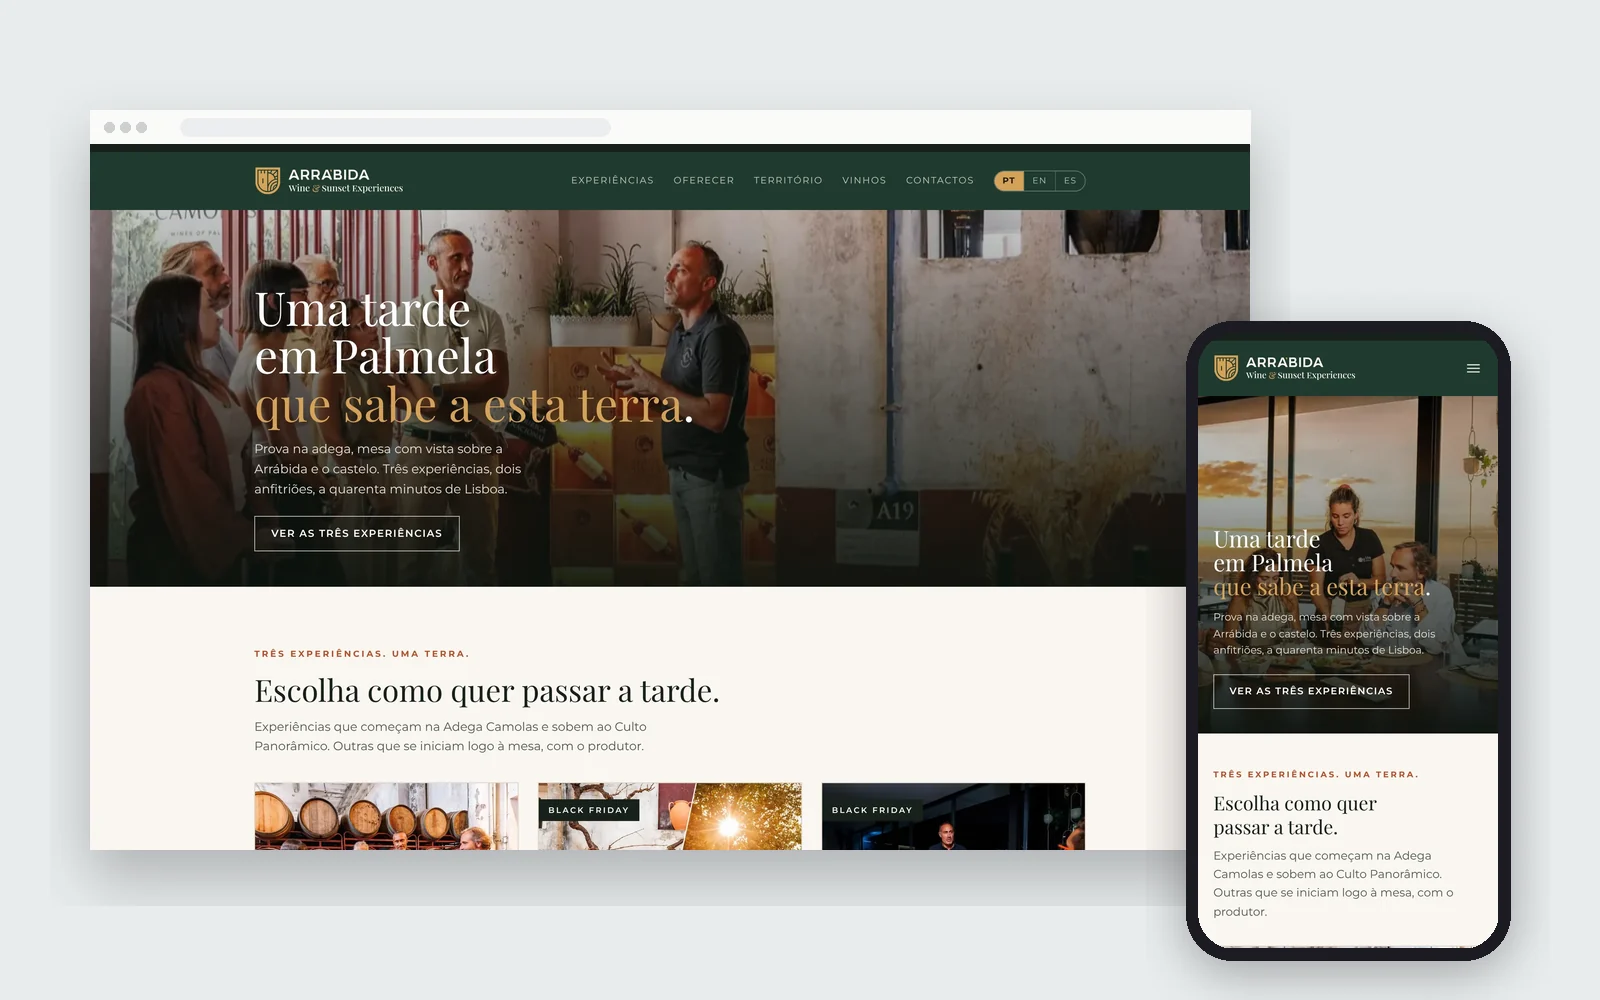 ARRABIDA
Wine & Sunset Experiences
EXPERIÊNCIAS
OFERECER
TERRITÓRIO
VINHOS
CONTACTOS
PT
EN
ES
Uma tarde
em Palmela
que sabe a esta terra.
Prova na adega, mesa com vista sobre a
Arrábida e o castelo. Três experiências, dois
anfitriões, a quarenta minutos de Lisboa.
VER AS TRÊS EXPERIÊNCIAS
A19
TRÊS EXPERIÊNCIAS. UMA TERRA.
Escolha como quer passar a tarde.
Experiências que começam na Adega Camolas e sobem ao Culto
Panorâmico. Outras que se iniciam logo à mesa, com o produtor.
BLACK FRIDAY
BLACK FRIDAY
ARRABIDA
Wine & Sunset Experiences
Uma tarde
em Palmela
que sabe a esta terra.
Prova na adega, mesa com vista sobre a
Arrábida e o castelo. Três experiências, dois
anfitriões, a quarenta minutos de Lisboa.
VER AS TRÊS EXPERIÊNCIAS
TRÊS EXPERIÊNCIAS. UMA TERRA.
Escolha como quer
passar a tarde.
Experiências que começam na Adega
Camolas e sobem ao Culto Panorâmico.
Outras que se iniciam logo à mesa, com o
produtor.